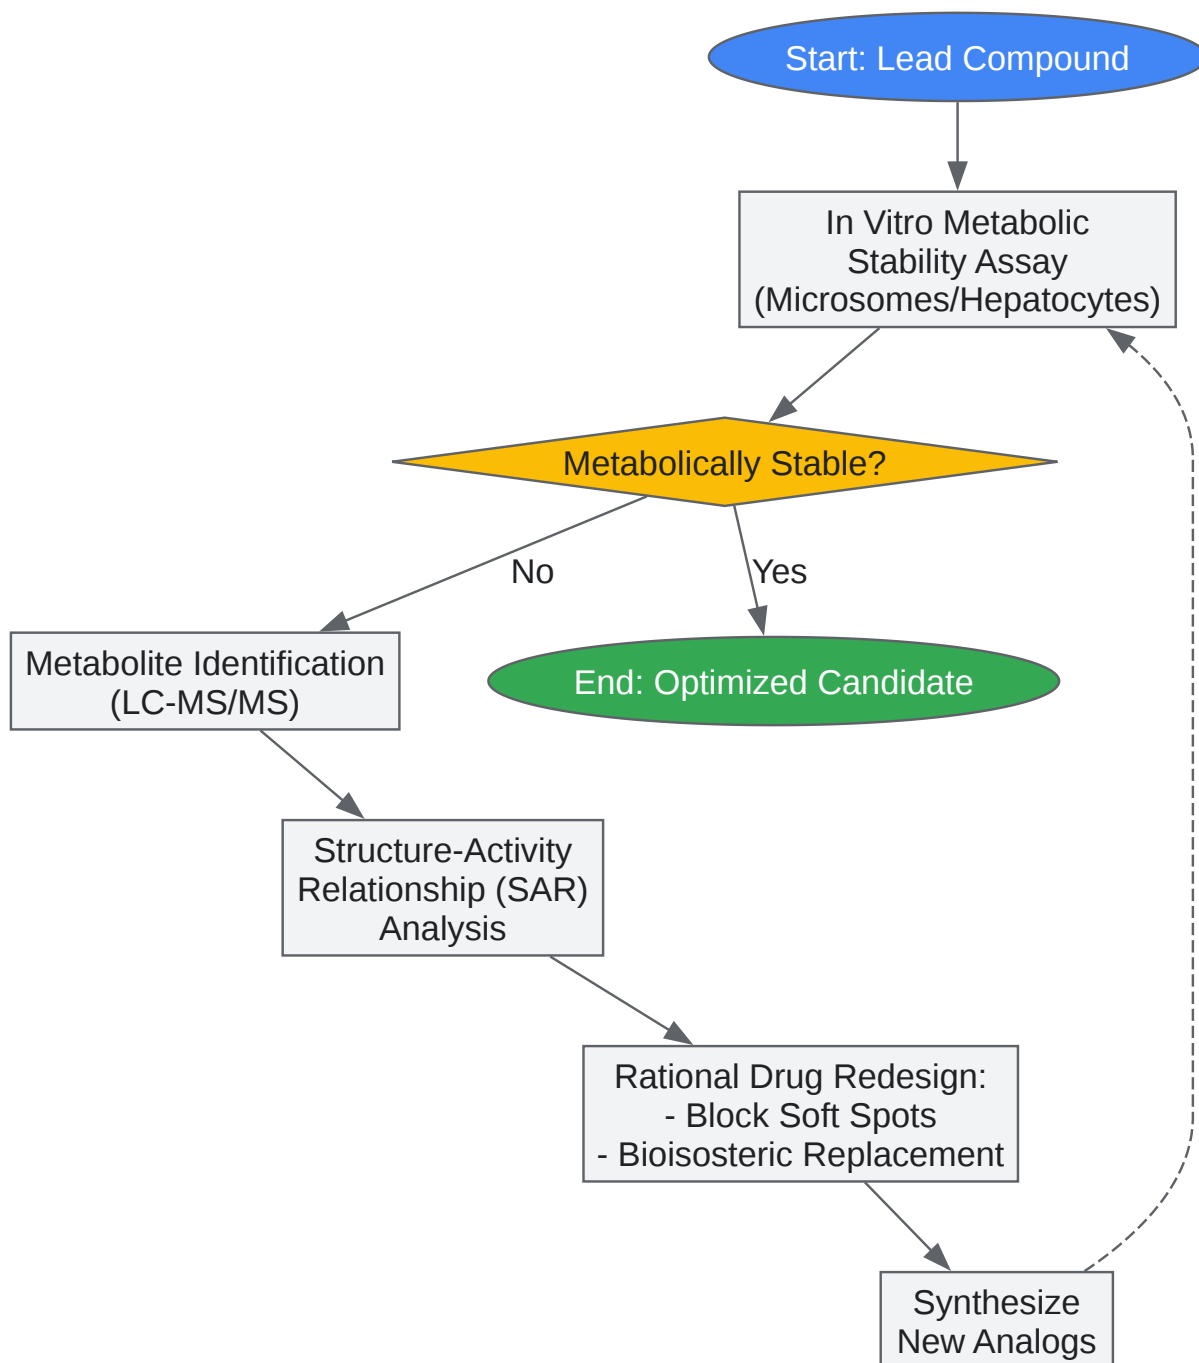 Start: Lead Compound
In Vitro Metabolic
Stability Assay
(Microsomes/Hepatocytes)
Metabolically Stable?
No
Yes
Metabolite Identification
(LC-MS/MS)
End: Optimized Candidate
Structure-Activity
Relationship (SAR)
Analysis
Rational Drug Redesign:
- Block Soft Spots
- Bioisosteric Replacement
Synthesize
New Analogs